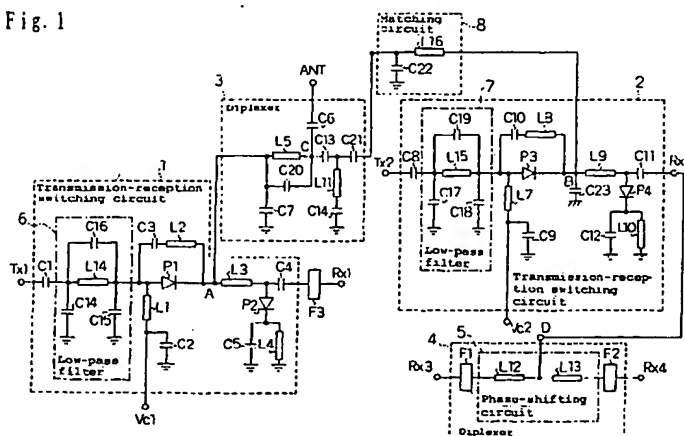 Fig. 1
Matching circuit
8
L16
C22
ANT
3
Diplexer
C6
L5
C
C13
C21
C20
L11
C7
C14
7
2
C19
C10
L8
Tx2
C8
L15
P3
L9
C11
Rx
B
C23
P4
L7
C17
C18
C9
C12
L10
Low-pass filter
Transmission-reception switching circuit
Vc2
D
1
Transmission-reception switching circuit
6
C16
C3
L2
Tx1
C1
L14
P1
A
L3
C4
Rx1
F3
P2
L1
C14
C15
C2
C5
L4
Low-pass filter
Vc1
4
5
F1
F2
Rx3
L12
L13
Rx4
Phase-shifting circuit
Diplexer